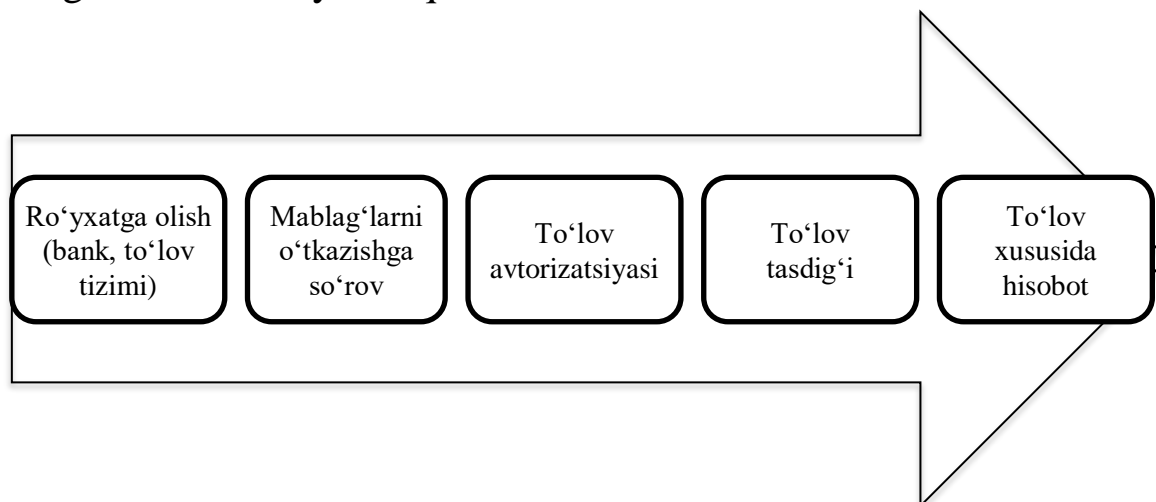 Ro‘yxatga olish
(bank, to‘lov
tizimi)
Mablag‘larni
o‘tkazishga
so‘rov
To‘lov
avtorizatsiyasi
To‘lov
tasdig‘i
To‘lov
xususida
hisobot